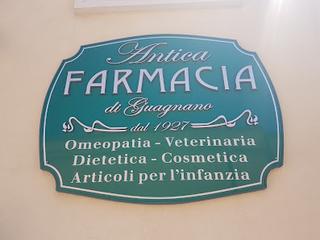 Antica
FARMACIA
di Guagnano
dal 1927
Omeopatia - Veterinaria
Dietetica - Cosmetica
Articoli per l'infanzia